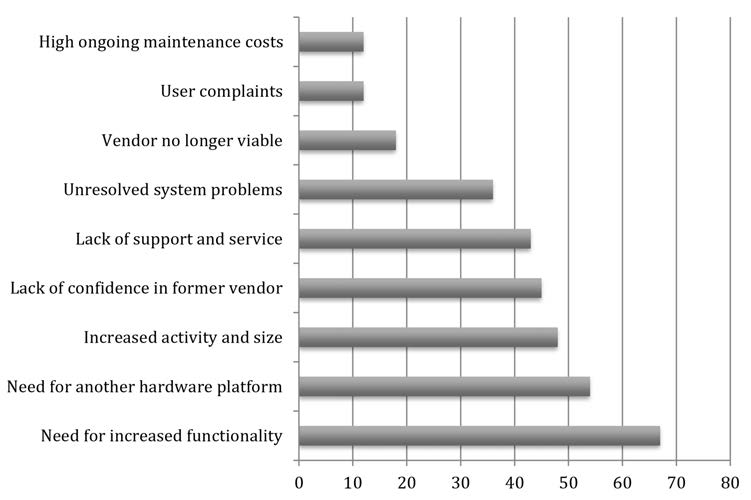 High ongoing maintenance costs
User complaints
Vendor no longer viable
Unresolved system problems
Lack of support and service
Lack of confidence in former vendor
Increased activity and size
Need for another hardware platform
Need for increased functionality
0 10 20 30 40 50 60 70 80